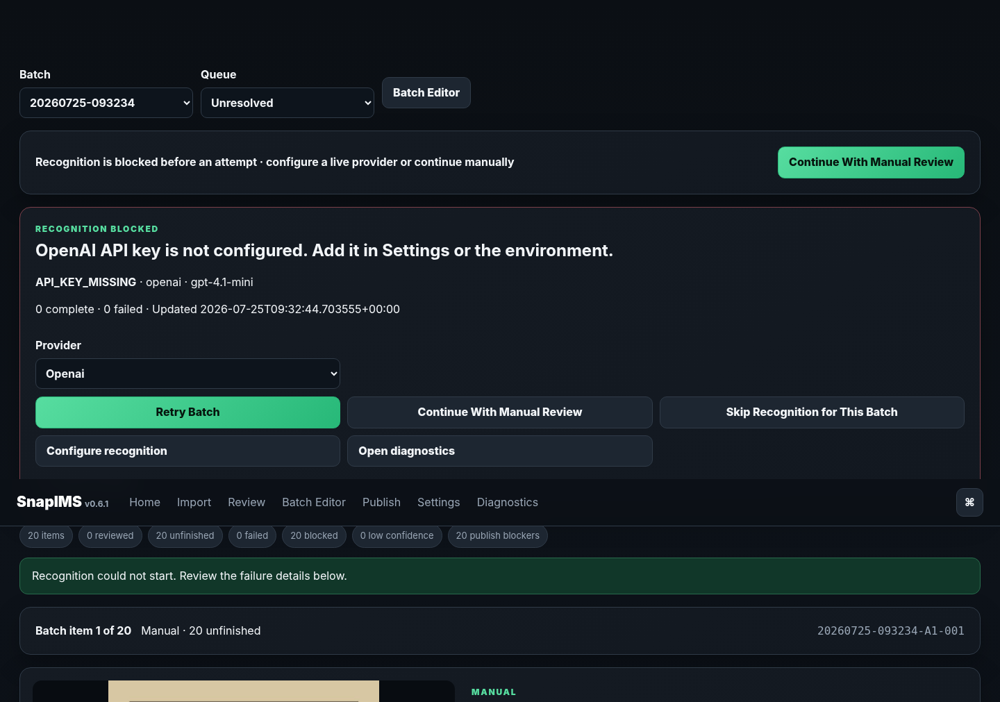 Batch
Queue
20260725-093234
Unresolved
Batch Editor
Recognition is blocked before an attempt · configure a live provider or continue manually
Continue With Manual Review
RECOGNITION BLOCKED
OpenAI API key is not configured. Add it in Settings or the environment.
API_KEY_MISSING · openai · gpt-4.1-mini
0 complete · 0 failed · Updated 2026-07-25T09:32:44.703555+00:00
Provider
Openai
Retry Batch
Continue With Manual Review
Skip Recognition for This Batch
Configure recognition
Open diagnostics
SnapIMS v0.6.1
Home
Import
Review
Batch Editor
Publish
Settings
Diagnostics
⌘
20 items
0 reviewed
20 unfinished
0 failed
20 blocked
0 low confidence
20 publish blockers
Recognition could not start. Review the failure details below.
Batch item 1 of 20 Manual · 20 unfinished
20260725-093234-A1-001
MANUAL